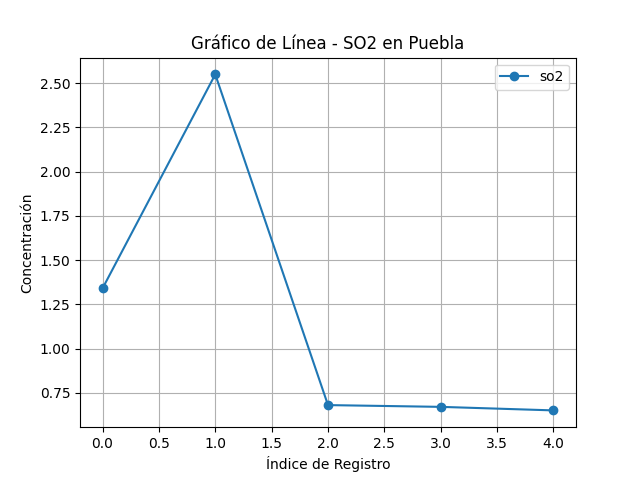 Gráfico de Línea - SO2 en Puebla
so2
Concentración
2.50
2.25
2.00
1.75
1.50
1.25
1.00
0.75
0.0 0.5 1.0 1.5 2.0 2.5 3.0 3.5 4.0
Índice de Registro